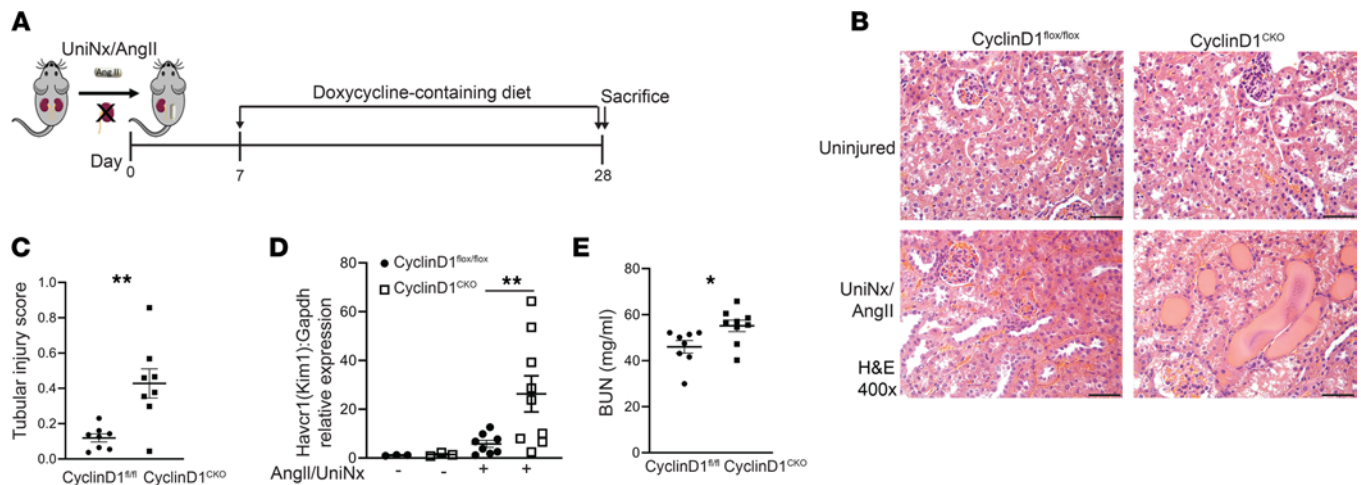 A
UniNx/AngII
Ang II
Doxycycline-containing diet
Sacrifice
Day
0
7
28
B
CyclinD1flox/flox
CyclinD1CKO
Uninjured
UniNx/
AngII
H&E
400x
C
**
Tubular injury score
1.0
0.8
0.6
0.4
0.2
0.0
CyclinD1fl/fl
CyclinD1CKO
D
CyclinD1flox/flox
CyclinD1CKO
**
Havcr1(Kim1):Gapdh
relative expression
80
60
40
20
0
AngII/UniNx
-
-
+
+
E
*
BUN (mg/ml)
80
60
40
20
0
CyclinD1fl/fl
CyclinD1CKO